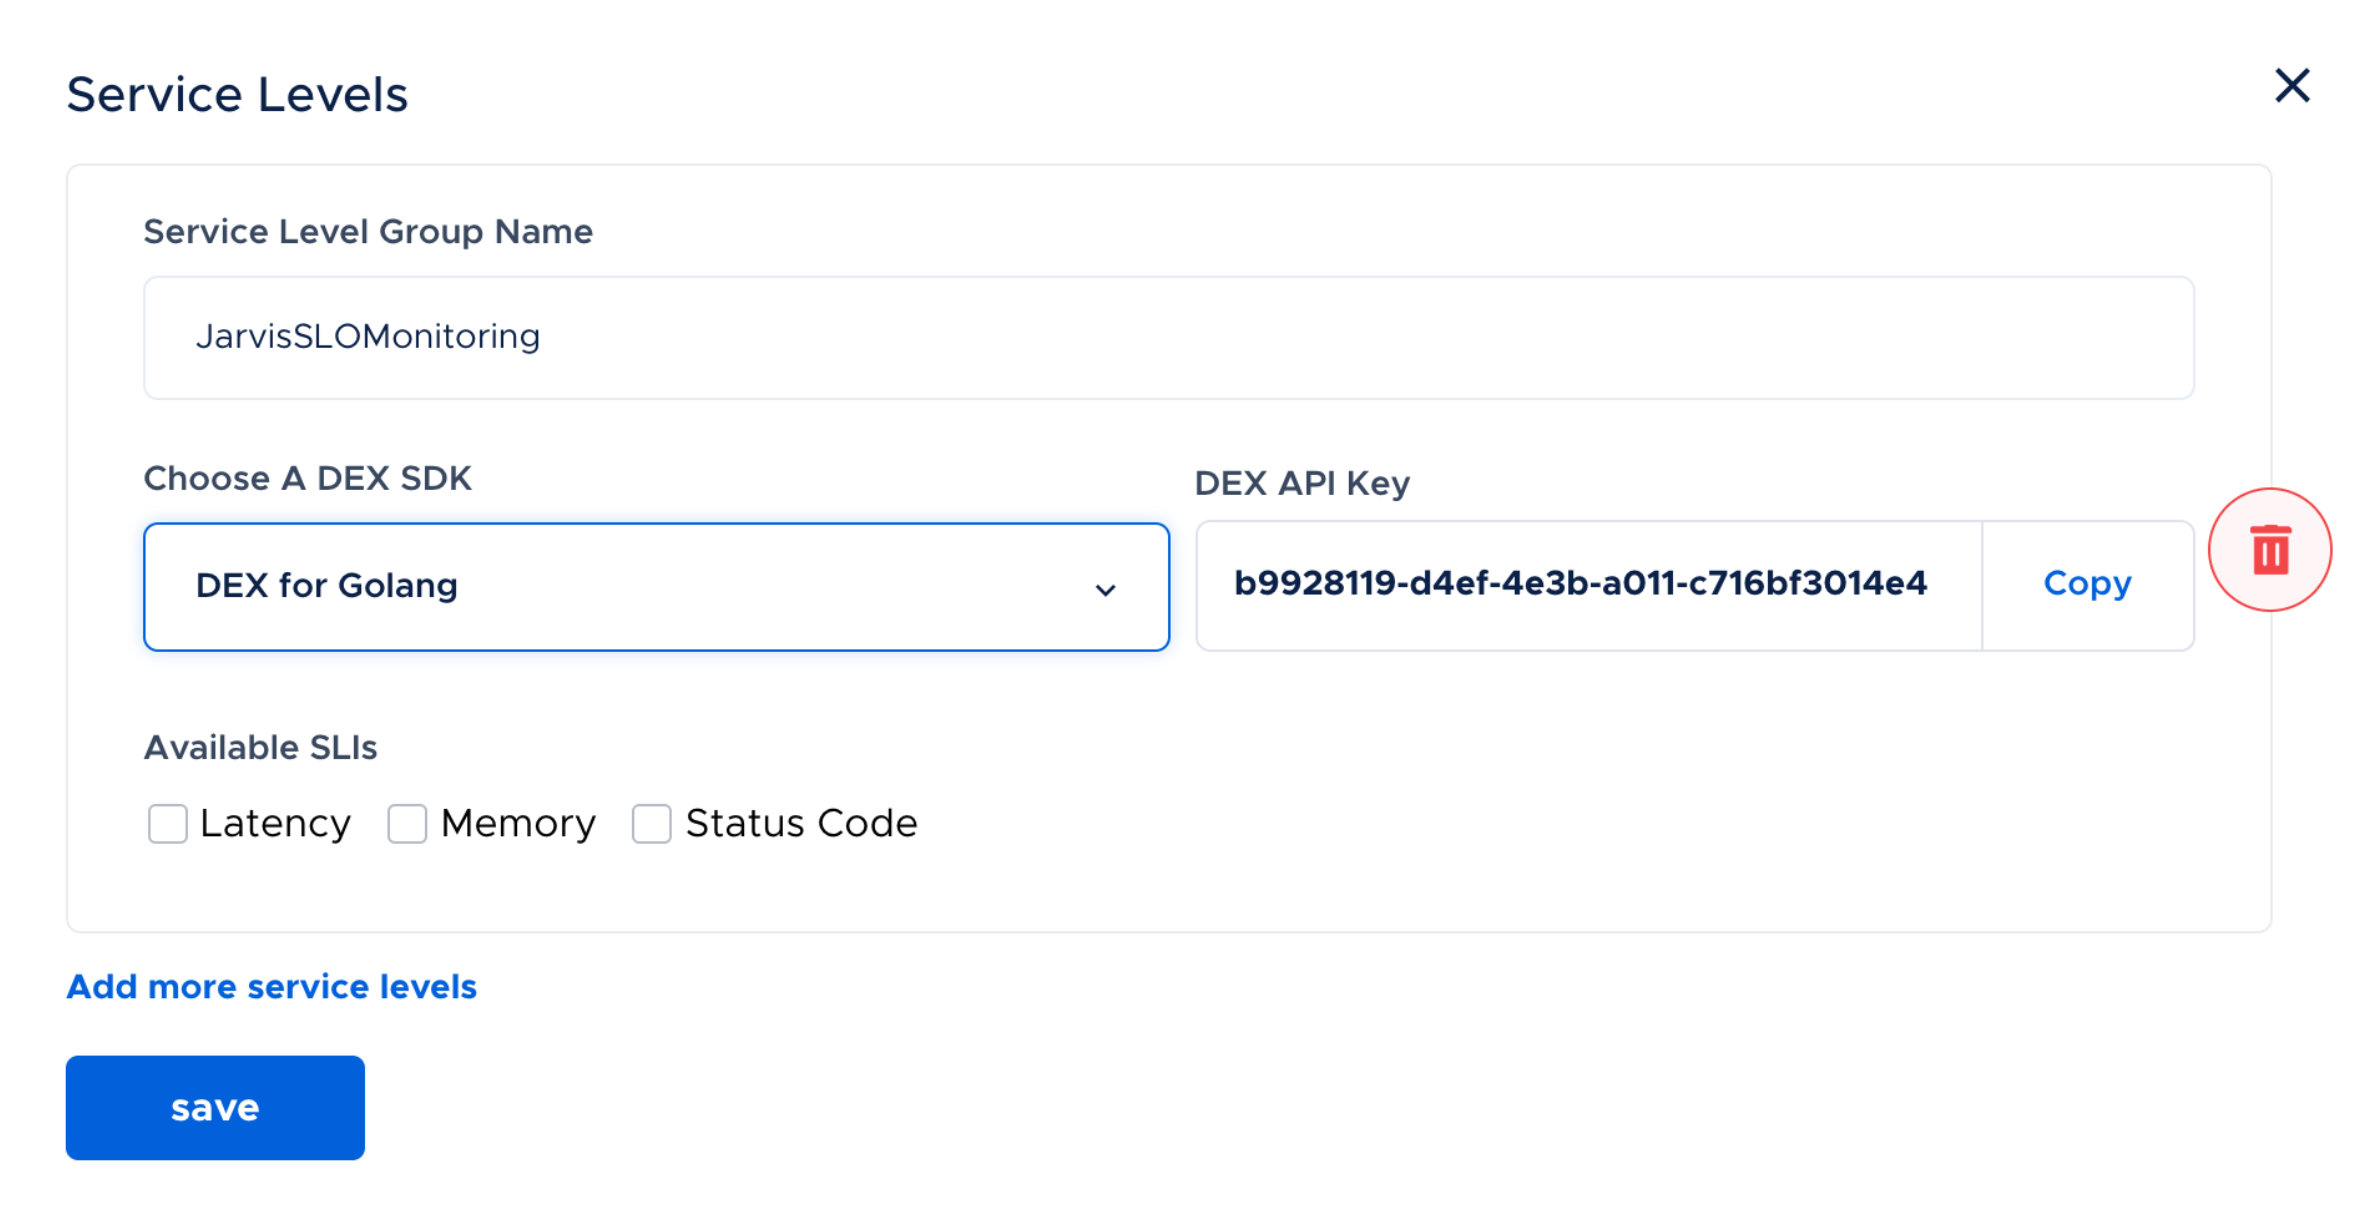 Service Levels
Service Level Group Name
JarvisSLOMonitoring
Choose A DEX SDK
DEX API Key
DEX for Golang
b9928119-d4ef-4e3b-a011-c716bf3014e4
Copy
Available SLIs
Latency Memory Status Code
Add more service levels
save